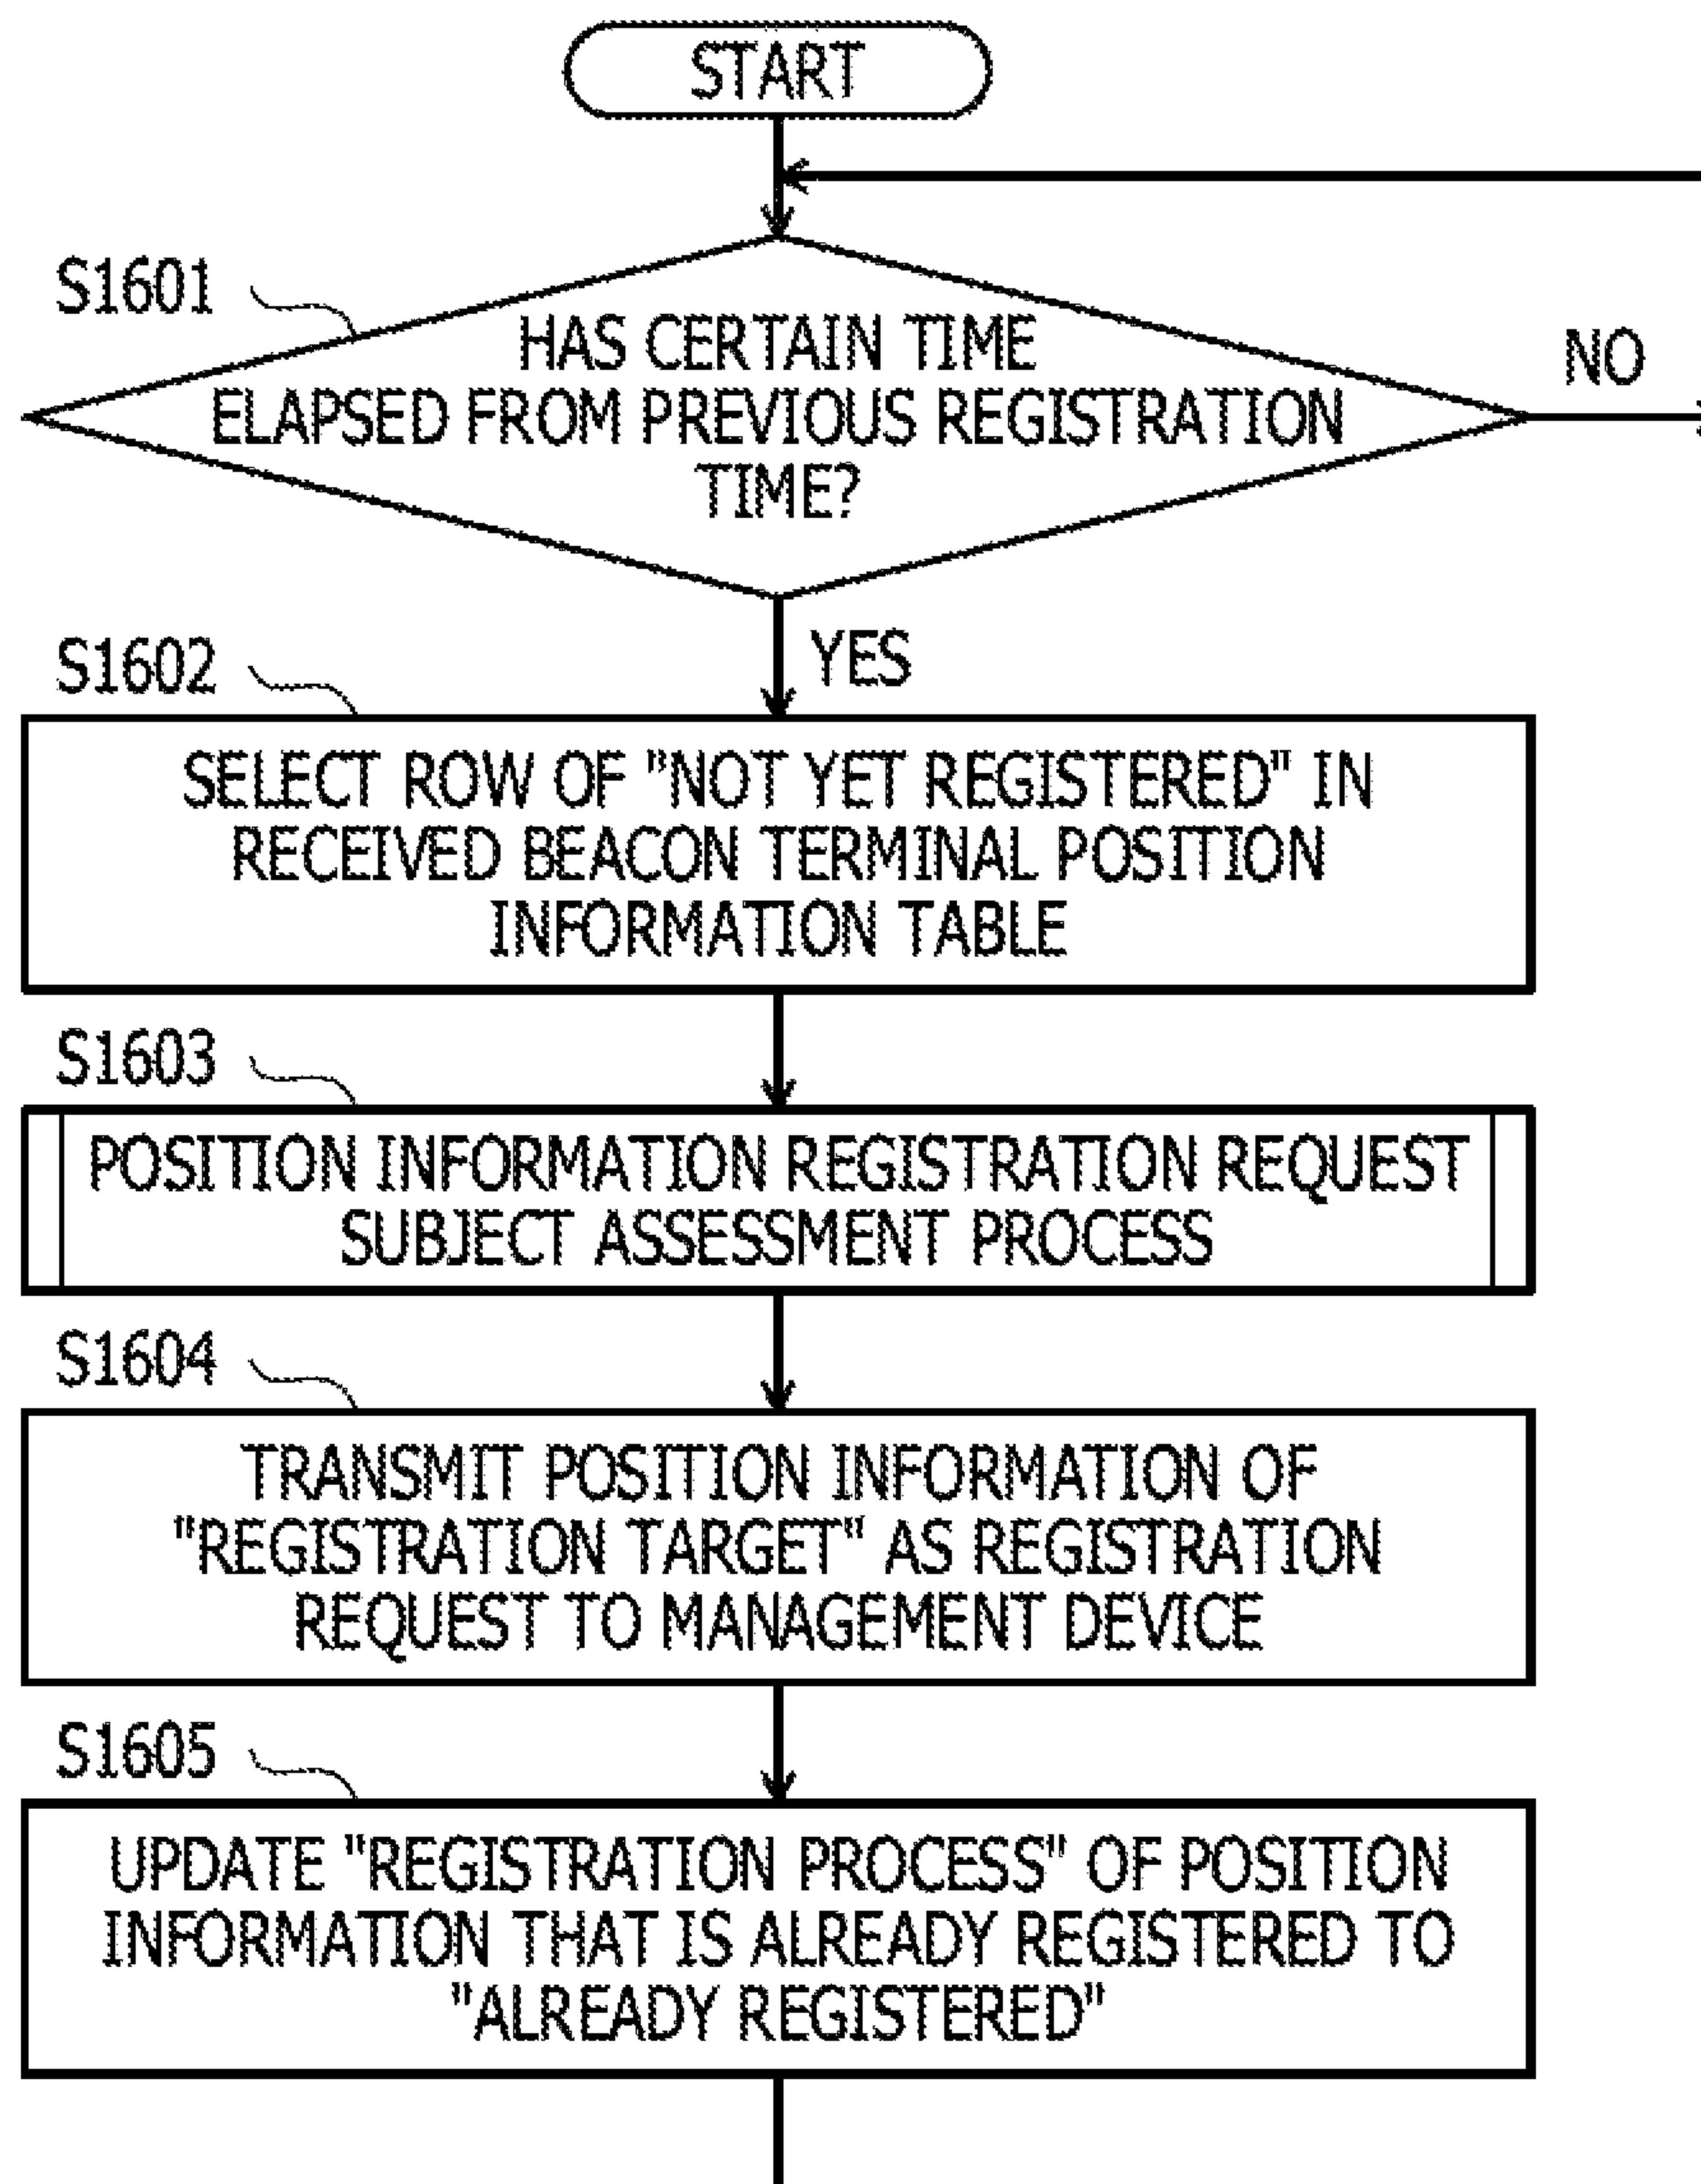 START
S1601
HAS CERTAIN TIME
ELAPSED FROM PREVIOUS REGISTRATION
TIME?
NO
YES
S1602
SELECT ROW OF "NOT YET REGISTERED" IN
RECEIVED BEACON TERMINAL POSITION
INFORMATION TABLE
S1603
POSITION INFORMATION REGISTRATION REQUEST
SUBJECT ASSESSMENT PROCESS
S1604
TRANSMIT POSITION INFORMATION OF
"REGISTRATION TARGET" AS REGISTRATION
REQUEST TO MANAGEMENT DEVICE
S1605
UPDATE "REGISTRATION PROCESS" OF POSITION
INFORMATION THAT IS ALREADY REGISTERED TO
"ALREADY REGISTERED"